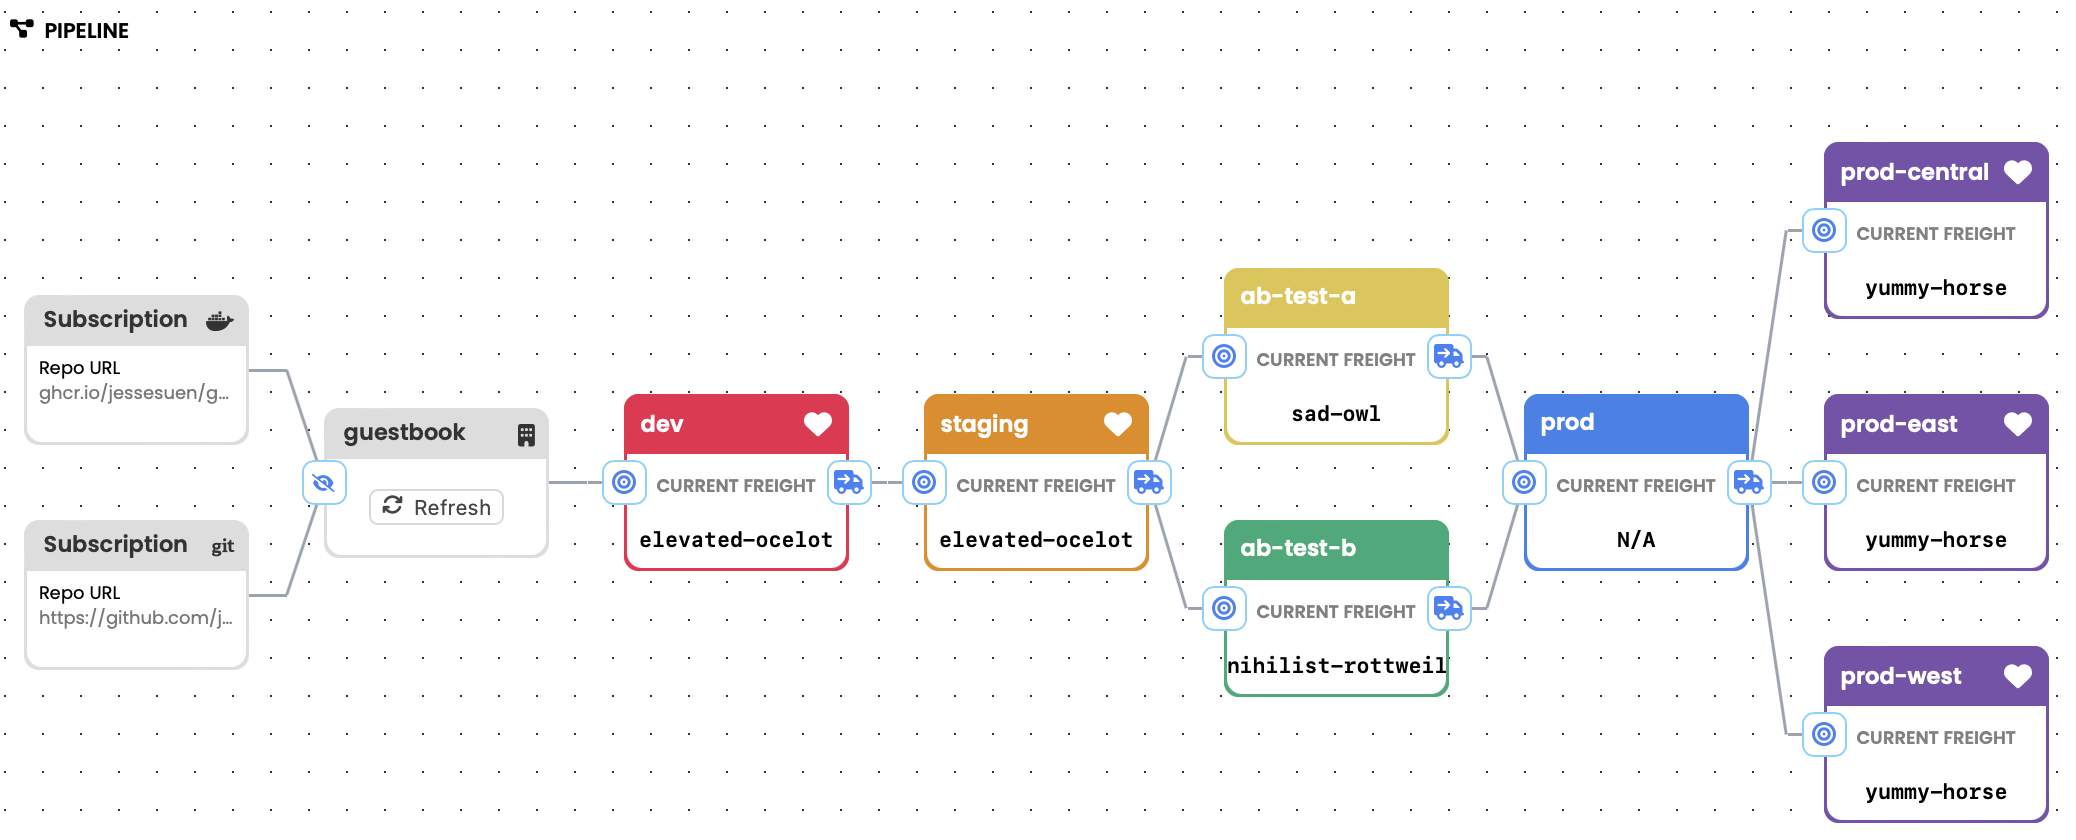 PIPELINE
Subscription
Repo URL
ghcr.io/jessesuen/g...
Subscription git
Repo URL
https://github.com/j...
guestbook
Refresh
dev
CURRENT FREIGHT
elevated-ocelot
staging
CURRENT FREIGHT
elevated-ocelot
ab-test-a
CURRENT FREIGHT
sad-owl
ab-test-b
CURRENT FREIGHT
nihilist-rottweil
prod
CURRENT FREIGHT
N/A
prod-central
CURRENT FREIGHT
yummy-horse
prod-east
CURRENT FREIGHT
yummy-horse
prod-west
CURRENT FREIGHT
yummy-horse